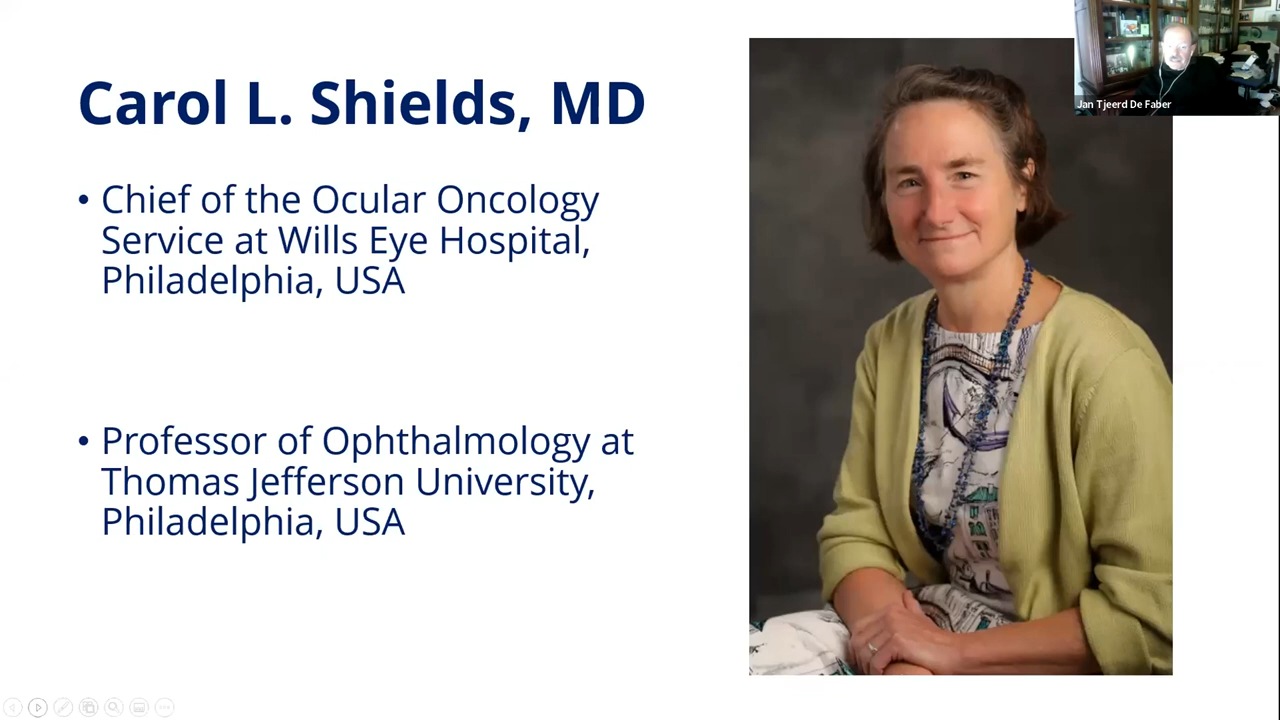 Carol L. Shields, MD
• Chief of the Ocular Oncology
Service at Wills Eye Hospital,
Philadelphia, USA
• Professor of Ophthalmology at
Thomas Jefferson University,
Philadelphia, USA
Jan Tjeerd De Faber